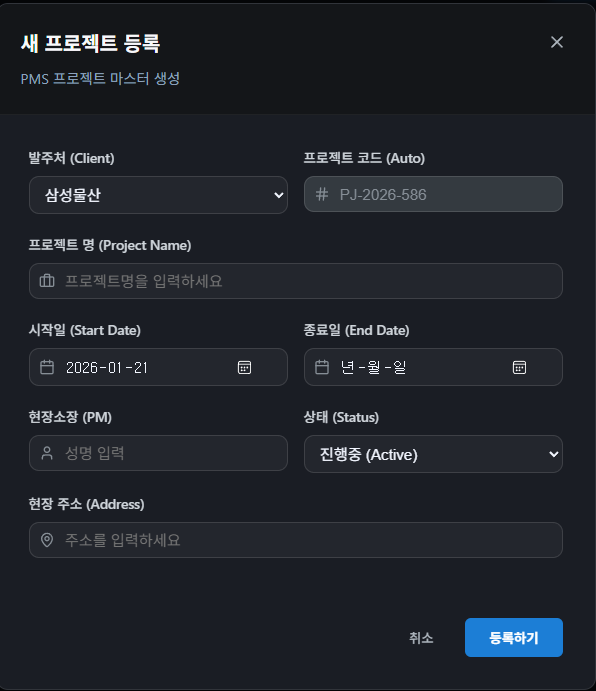 새 프로젝트 등록
PMS 프로젝트 마스터 생성
발주처 (Client)
프로젝트 코드 (Auto)
삼성물산
# PJ-2026-586
프로젝트 명 (Project Name)
프로젝트명을 입력하세요
시작일 (Start Date)
종료일 (End Date)
2026-01-21
년-월-일
현장소장 (PM)
상태 (Status)
성명 입력
진행중 (Active)
현장 주소 (Address)
주소를 입력하세요
취소
등록하기